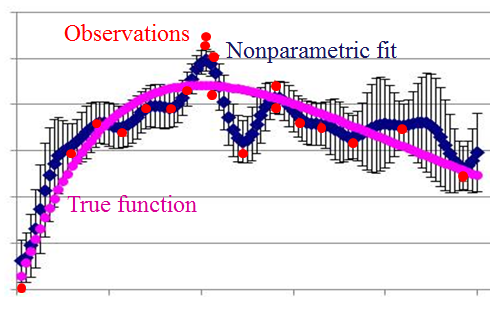 Observations
Nonparametric fit
True function